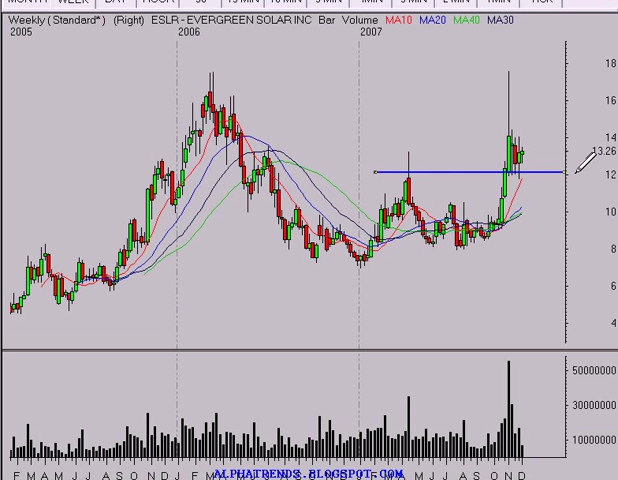 MONTH WEEK DAY HOUR 30 15 MIN 10 MIN 5 MIN 1MIN 3 MIN 2 MIN 1MIN TICK
Weekly ( Standard* ) (Right) ESLR - EVERGREEN SOLAR INC Bar Volume MA10 MA20 MA40 MA30
2005 2006 2007
18
16
14
13.26
12
10
8
6
4
50000000
30000000
10000000
F M A M J J A S O N D
ALPHATRENDS.BLOGSPOT.COM
F M A
O N D